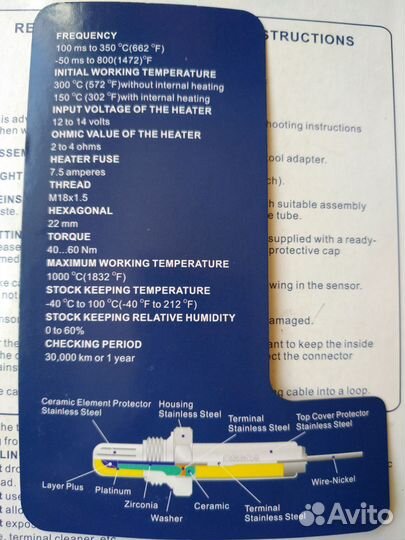 FREQUENCY
100 ms to 350 °C(662 °F)
-50 ms to 800(1472)°F
INITIAL WORKING TEMPERATURE
300 °C (572 °F)without internal heating
150 °C (302 °F)with internal heating
INPUT VOLTAGE OF THE HEATER
12 to 14 volts
OHMIC VALUE OF THE HEATER
2 to 4 ohms
HEATER FUSE
7.5 amperes
THREAD
M18x1.5
HEXAGONAL
22 mm
TORQUE
40...60 Nm
MAXIMUM WORKING TEMPERATURE
1000 °C(1832 °F)
STOCK KEEPING TEMPERATURE
-40 °C to 100 °C(-40 °F to 212 °F)
STOCK KEEPING RELATIVE HUMIDITY
0 to 60%
CHECKING PERIOD
30,000 km or 1 year
Ceramic Element Protector
Stainless Steel
Housing
Stainless Steel
Terminal
Stainless Steel
Top Cover Protector
Stainless Steel
Layer Plus
Platinum
Zirconia
Washer
Ceramic
Terminal
Stainless Steel
Wire-Nickel
RE
STRUCTIONS
shooting instructions
ool adapter.
ch).
h suitable assembly
e tube.
supplied with a ready-
protective cap
wing in the sensor.
amaged.
ant to keep the inside
ct the connector
ng cable into a loop.
Avito